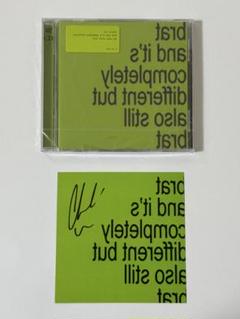 brat
and it's
completely
different but
also still
brat
brat
and it's
completely
different but
also still
brat